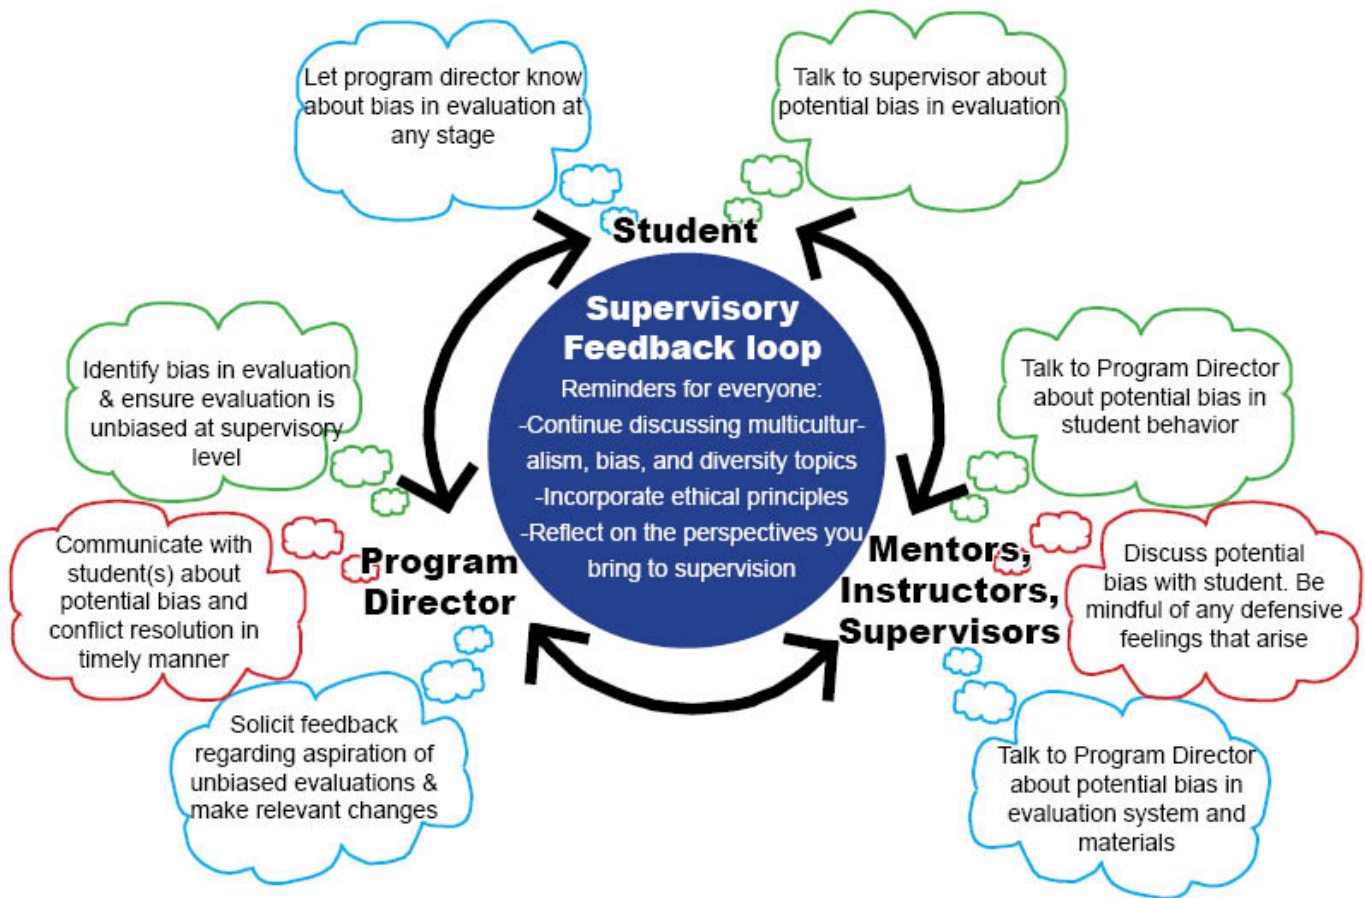 Let program director know
about bias in evaluation at
any stage
Talk to supervisor about
potential bias in evaluation
Student
Supervisory
Feedback loop
Reminders for everyone:
-Continue discussing multicultur-
alism, bias, and diversity topics
-Incorporate ethical principles
-Reflect on the perspectives you
bring to supervision
Identify bias in evaluation
& ensure evaluation is
unbiased at supervisory
level
Communicate with
student(s) about
potential bias and
conflict resolution in
timely manner
Program
Director
Solicit feedback
regarding aspiration of
unbiased evaluations &
make relevant changes
Talk to Program Director
about potential bias in
student behavior
Mentors,
Instructors,
Supervisors
Discuss potential
bias with student. Be
mindful of any defensive
feelings that arise
Talk to Program Director
about potential bias in
evaluation system and
materials